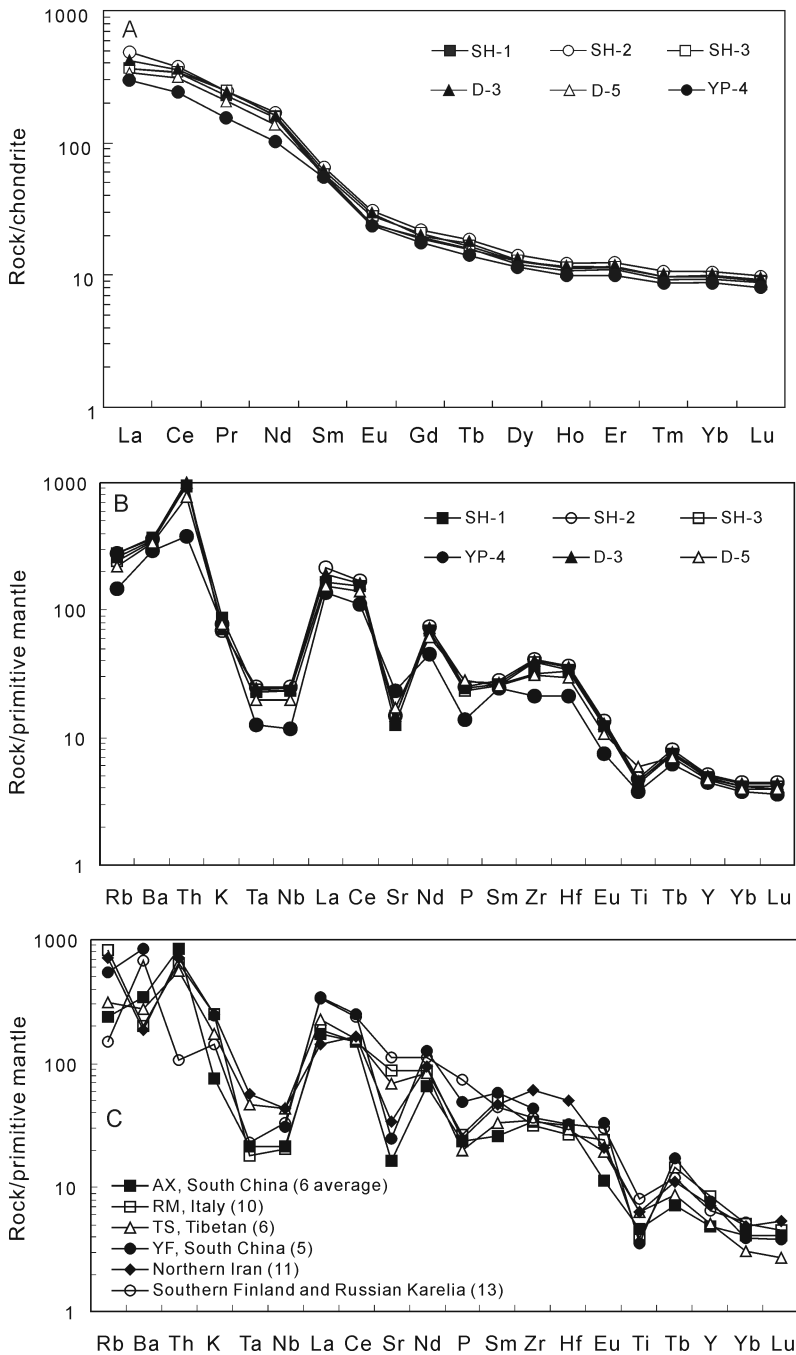 1000
A
SH-1 SH-2 SH-3
D-3 D-5 YP-4
100
Rock/chondrite
10
1
La Ce Pr Nd Sm Eu Gd Tb Dy Ho Er Tm Yb Lu
1000
B
SH-1 SH-2 SH-3
YP-4 D-3 D-5
100
Rock/primitive mantle
10
1
Rb Ba Th K Ta Nb La Ce Sr Nd P Sm Zr Hf Eu Ti Tb Y Yb Lu
1000
100
Rock/primitive mantle
C
10
AX, South China (6 average)
RM, Italy (10)
TS, Tibetan (6)
YF, South China (5)
Northern Iran (11)
Southern Finland and Russian Karelia (13)
1
Rb Ba Th K Ta Nb La Ce Sr Nd P Sm Zr Hf Eu Ti Tb Y Yb Lu